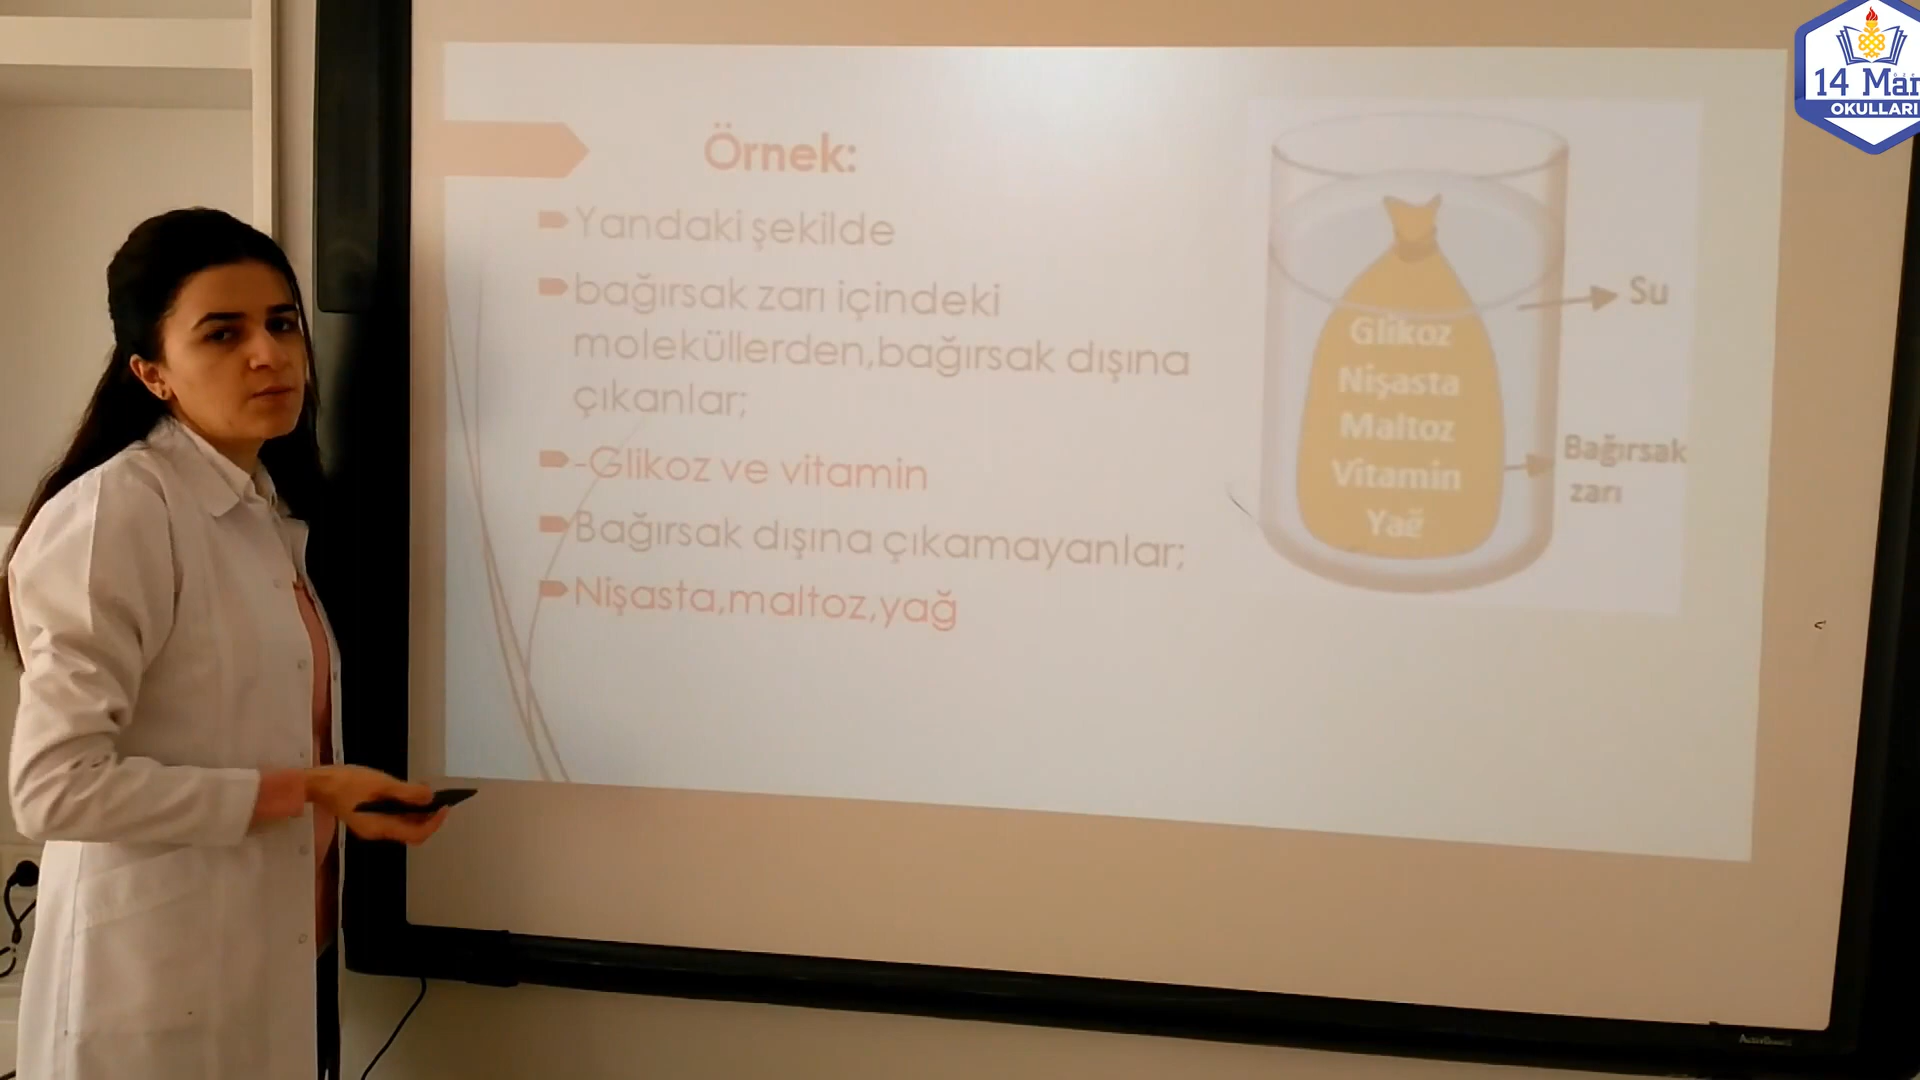 Örnek:
Yandaki şekilde
bağırsak zarı içindeki
moleküllerden,bağırsak dışına
çıkanlar;
-Glikoz ve vitamin
Bağırsak dışına çıkamayanlar;
Nişasta,maltoz,yağ
Glikoz
Nişasta
Maltoz
Vitamin
Yağ
Su
Bağırsak
zarı
14 Mar
OKULLARI